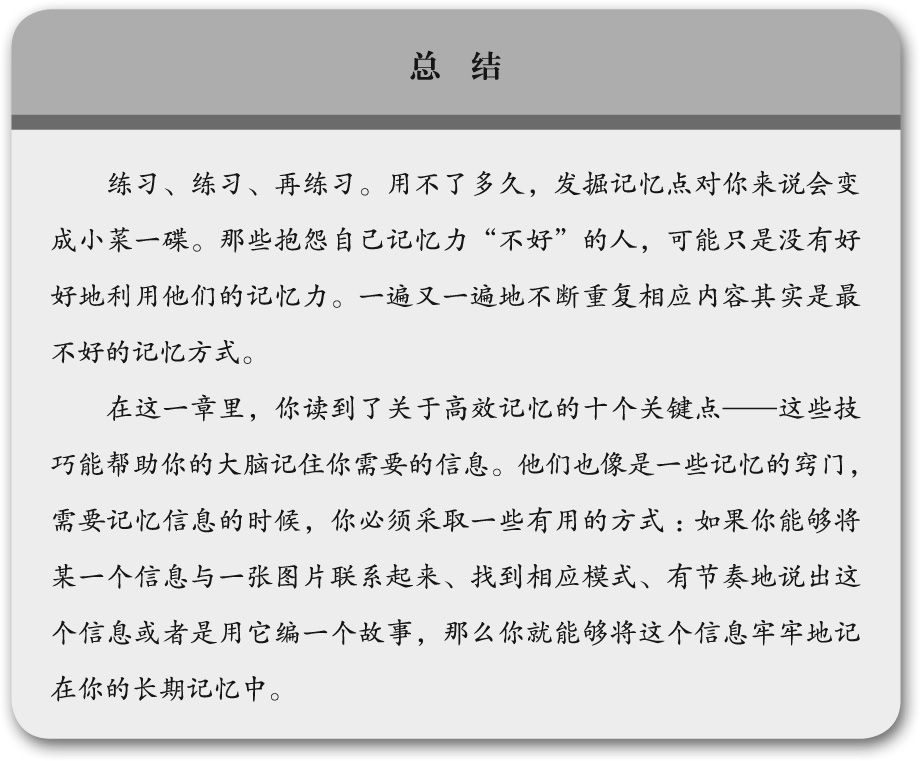 总 结
练习、练习、再练习。用不了多久，发掘记忆点对你来说会变
成小菜一碟。那些抱怨自己记忆力“不好”的人，可能只是没有好
好地利用他们的记忆力。一遍又一遍地不断重复相应内容其实是最
不好的记忆方式。
在这一章里，你读到了关于高效记忆的十个关键点——这些技
巧能帮助你的大脑记住你需要的信息。他们也像是一些记忆的窍门，
需要记忆信息的时候，你必须采取一些有用的方式：如果你能够将
某一个信息与一张图片联系起来、找到相应模式、有节奏地说出这
个信息或者是用它编一个故事，那么你就能够将这个信息牢牢地记
在你的长期记忆中。